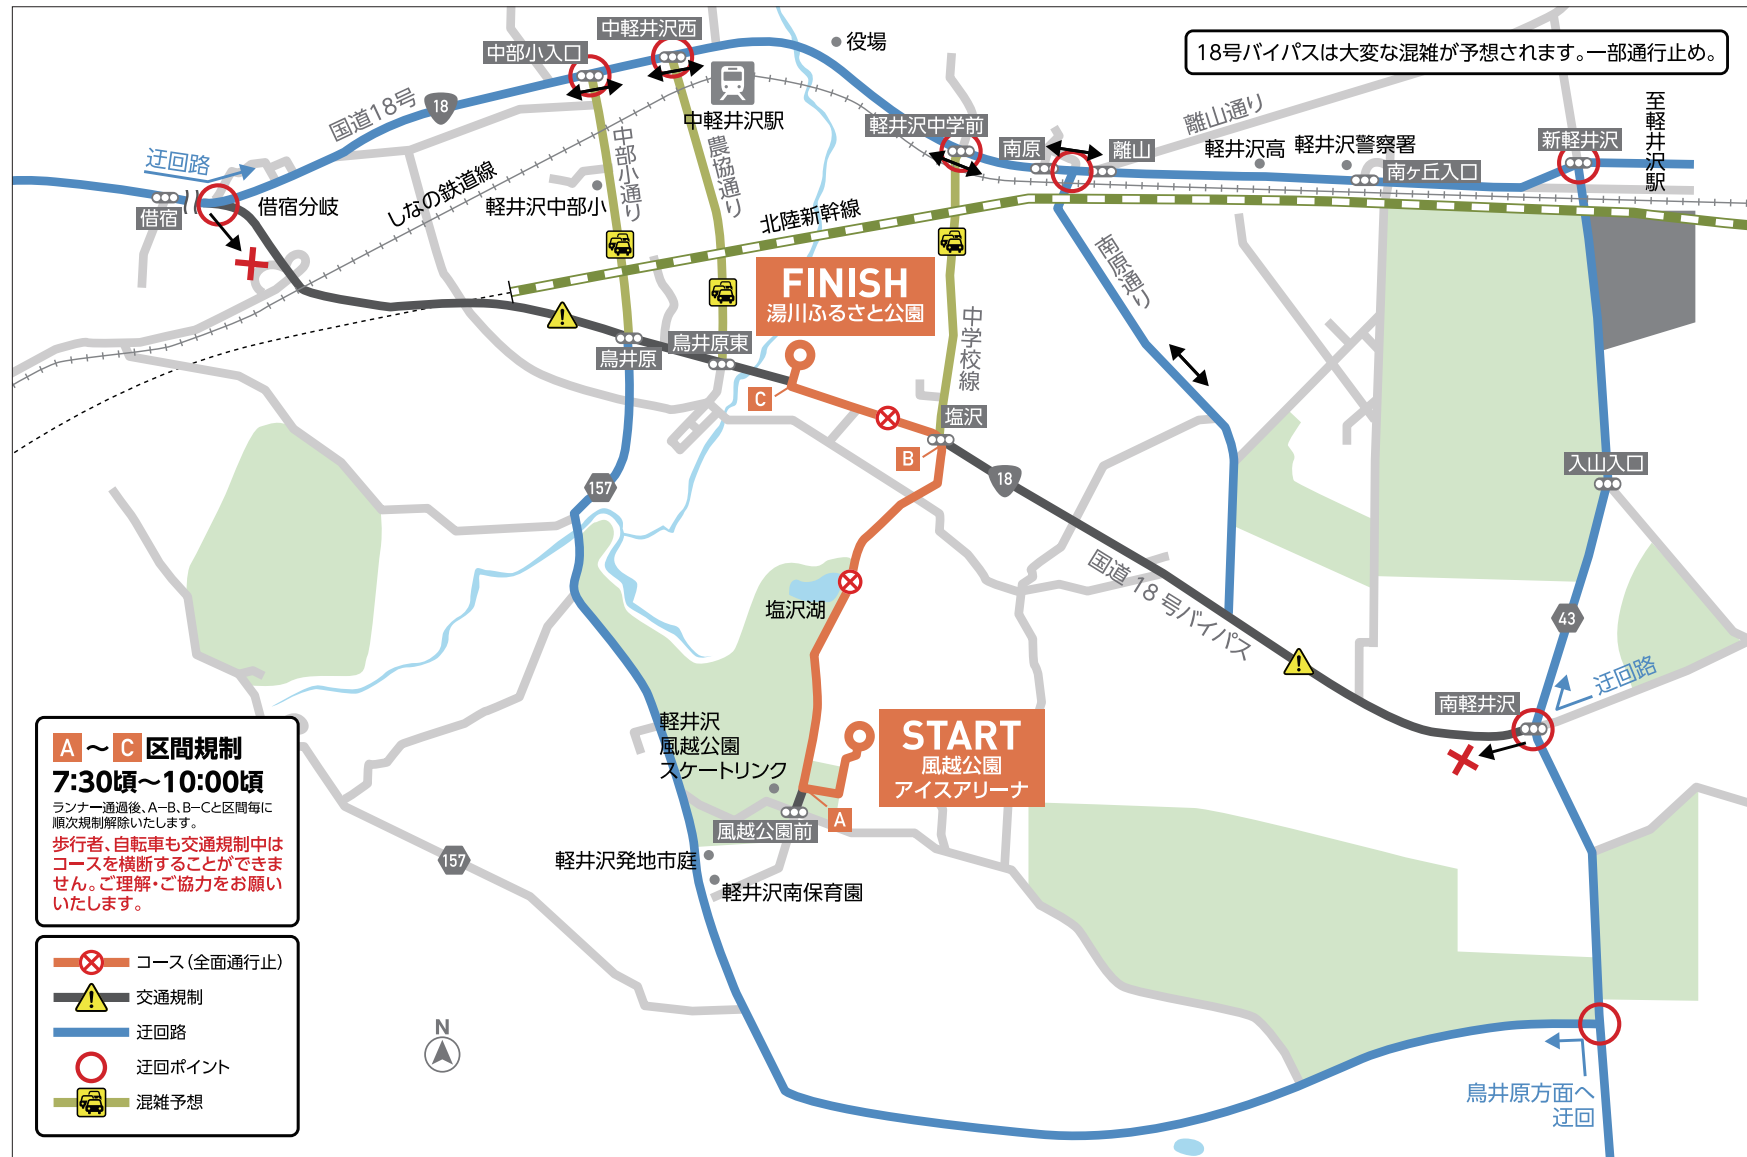 18号バイパスは大変な混雑が予想されます。一部通行止め。
中軽井沢西
中部小入口
役場
国道18号
18
中軽井沢駅
軽井沢中学前
南原
離山
離山通り
軽井沢高
軽井沢警察署
南ヶ丘入口
新軽井沢
至軽井沢駅
迂回路
借宿
借宿分岐
しなの鉄道線
軽井沢中部小
中部小通り
農協通り
北陸新幹線
南原通り
中学校線
FINISH
湯川ふるさと公園
鳥井原
鳥井原東
C
塩沢
B
18
入山入口
157
国道18号バイパス
塩沢湖
43
迂回路
南軽井沢
軽井沢
風越公園
スケートリンク
START
風越公園
アイスアリーナ
A
風越公園前
軽井沢発地市庭
軽井沢南保育園
157
A～C 区間規制
7:30頃～10:00頃
ランナー通過後、A－B、B－Cと区間毎に
順次規制解除いたします。
歩行者、自転車も交通規制中は
コースを横断することができま
せん。ご理解・ご協力をお願い
いたします。
コース（全面通行止）
交通規制
迂回路
迂回ポイント
混雑予想
N
鳥井原方面へ
迂回